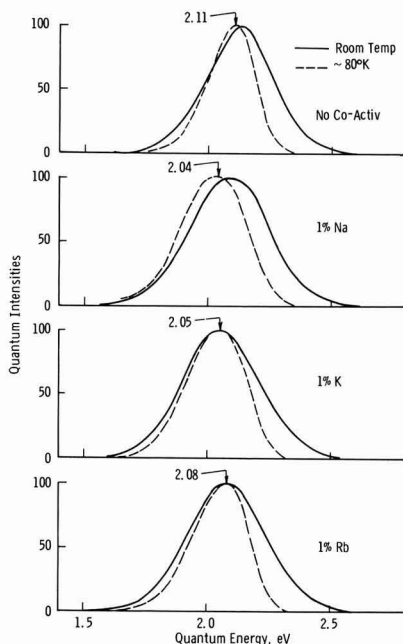 2.11
100
50
0
Room Temp
~ 80°K
No Co-Activ
2.04
100
50
0
1% Na
2.05
100
50
0
1% K
2.08
100
50
0
1% Rb
1.5
2.0
2.5
Quantum Energy, eV
Quantum Intensities